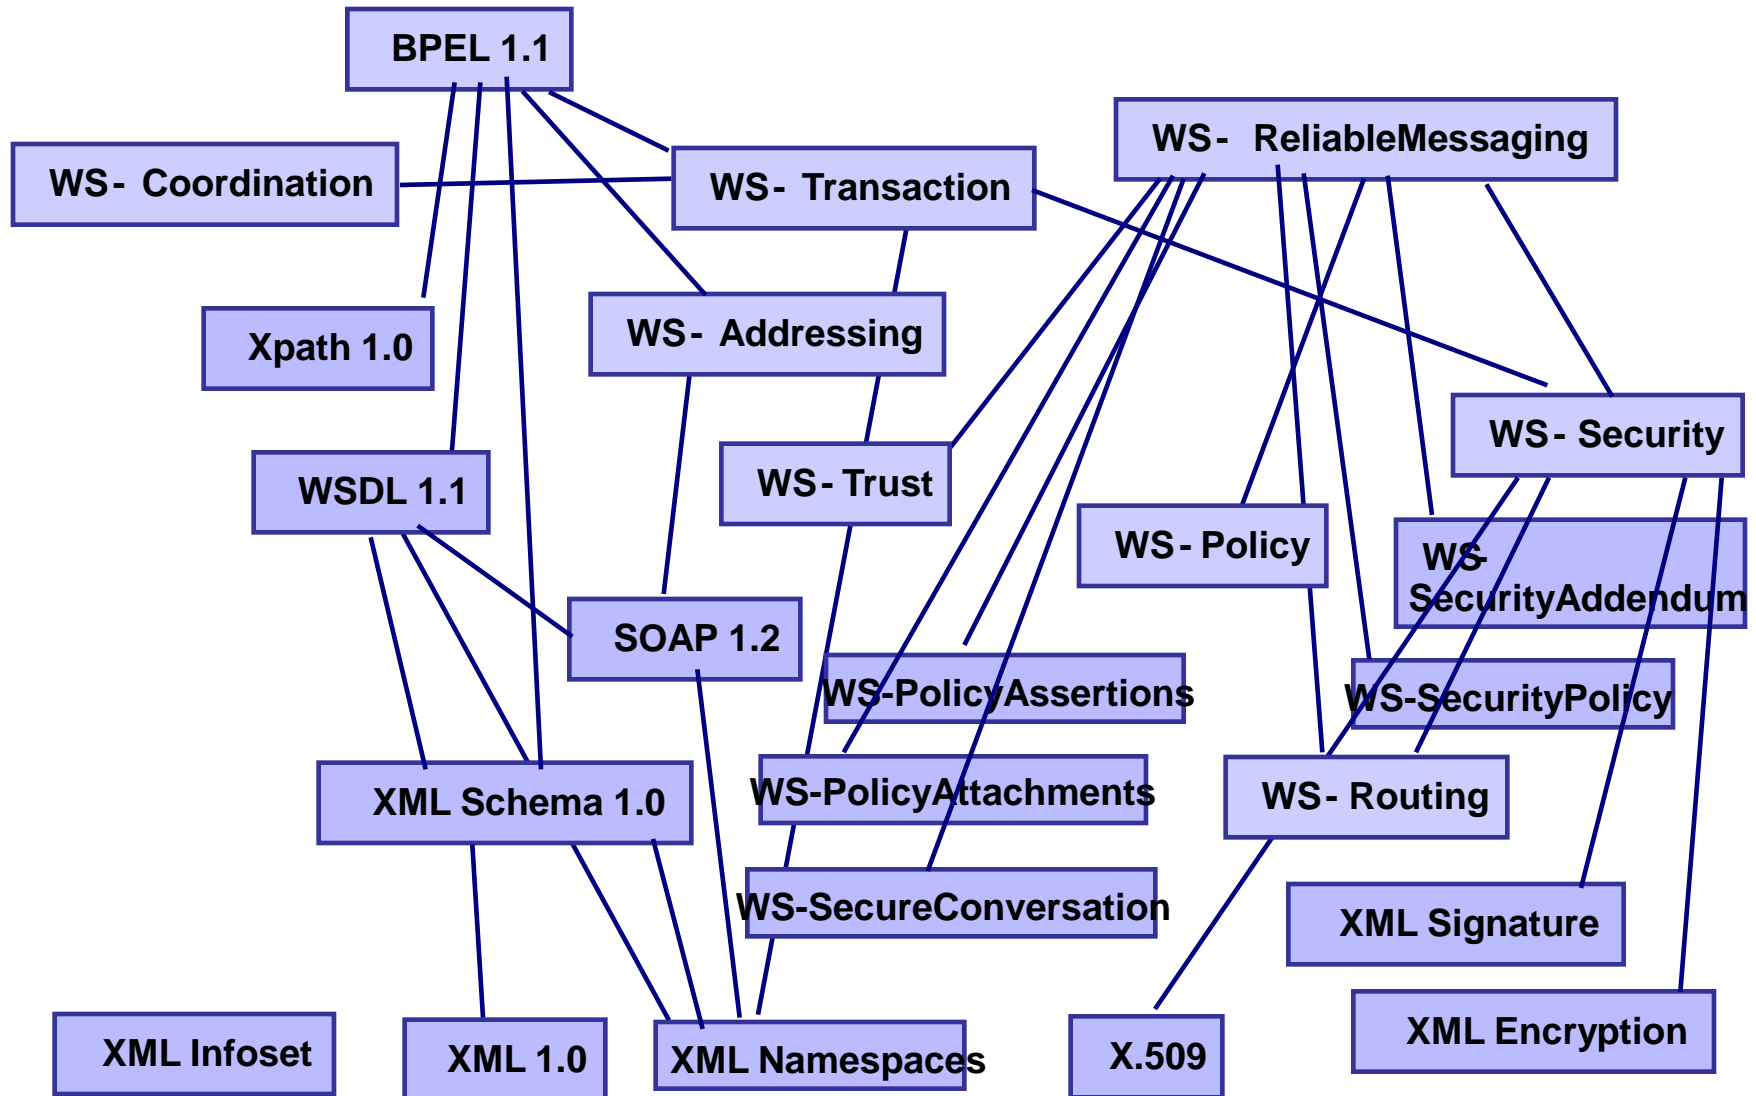 BPEL 1.1
WS- ReliableMessaging
WS- Coordination
WS- Transaction
Xpath 1.0
WS- Addressing
WS- Security
WSDL 1.1
WS- Trust
WS- Policy
WS-
SecurityAddendum
SOAP 1.2
WS-PolicyAssertions
WS-SecurityPolicy
XML Schema 1.0
WS-PolicyAttachments
WS- Routing
WS-SecureConversation
XML Signature
XML Infoset
XML 1.0
XML Namespaces
X.509
XML Encryption